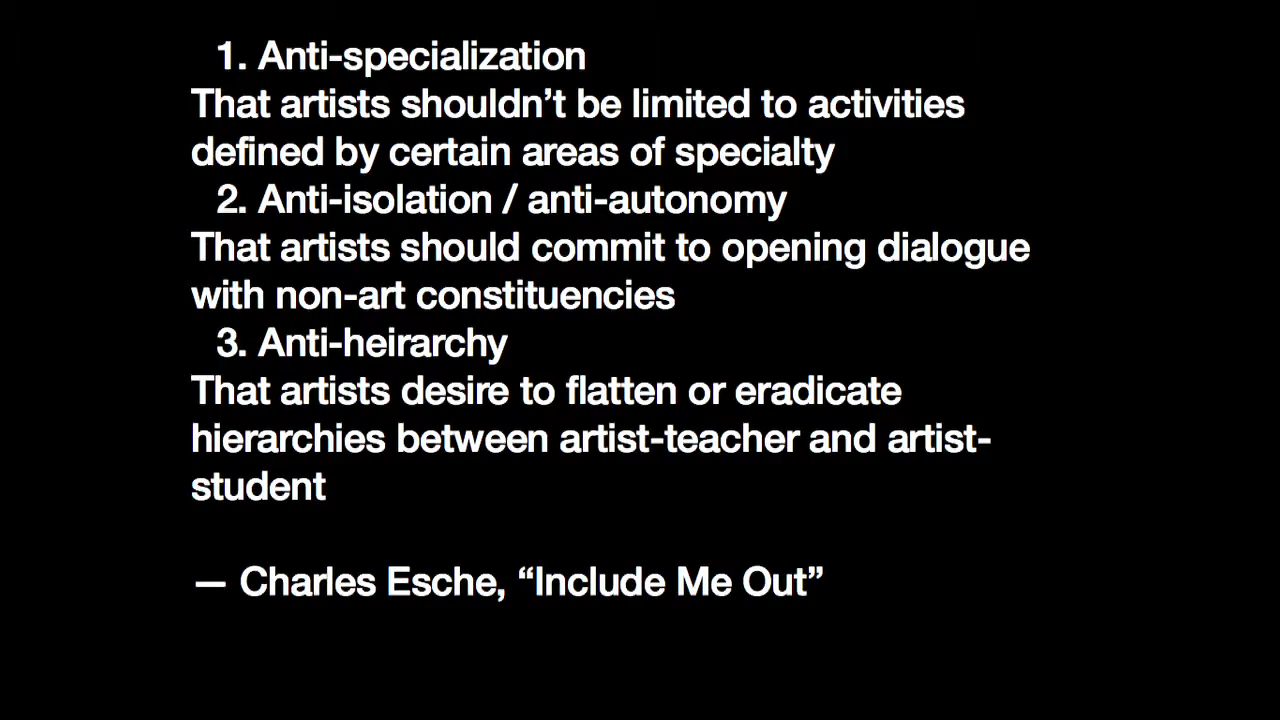 1. Anti-specialization
That artists shouldn’t be limited to activities
defined by certain areas of specialty
2. Anti-isolation / anti-autonomy
That artists should commit to opening dialogue
with non-art constituencies
3. Anti-heirarchy
That artists desire to flatten or eradicate
hierarchies between artist-teacher and artist-
student
— Charles Esche, “Include Me Out”